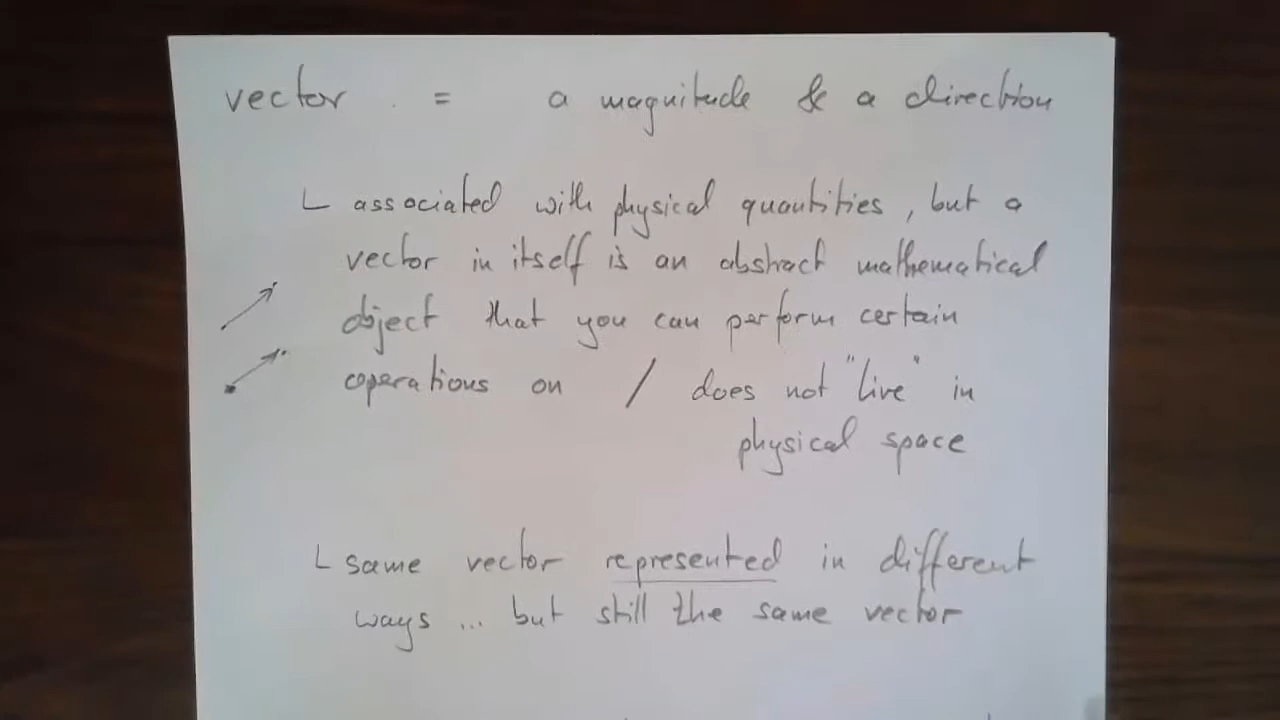 vector = a magnitude & a direction
associated with physical quantities, but a
vector in itself is an abstract mathematical
object that you can perform certain
operations on / does not "live" in
physical space
same vector represented in different
ways ... but still the same vector